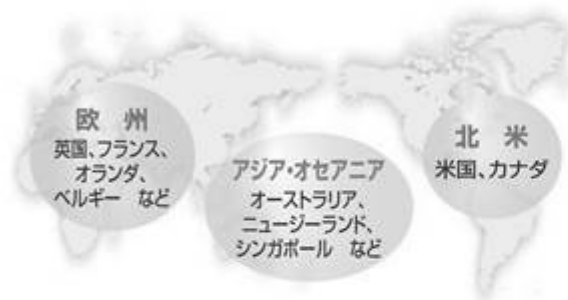 欧　州
英国、フランス、
オランダ、
ベルギー　など
アジア・オセアニア
オーストラリア、
ニュージーランド、
シンガポール　など
北　米
米国、カナダ